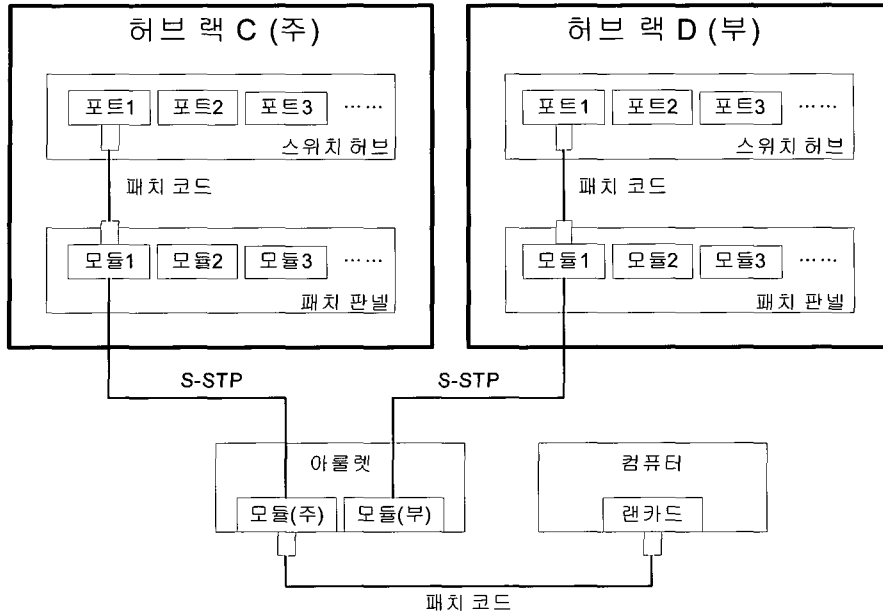 허브 랙 C (주)
포트1 포트2 포트3 ……
스위치 허브
패치 코드
모듈1 모듈2 모듈3 ……
패치 판넬
허브 랙 D (부)
포트1 포트2 포트3 ……
스위치 허브
패치 코드
모듈1 모듈2 모듈3 ……
패치 판넬
S-STP
S-STP
아룰렛
모듈(주) 모듈(부)
컴퓨터
랜카드
패치 코드